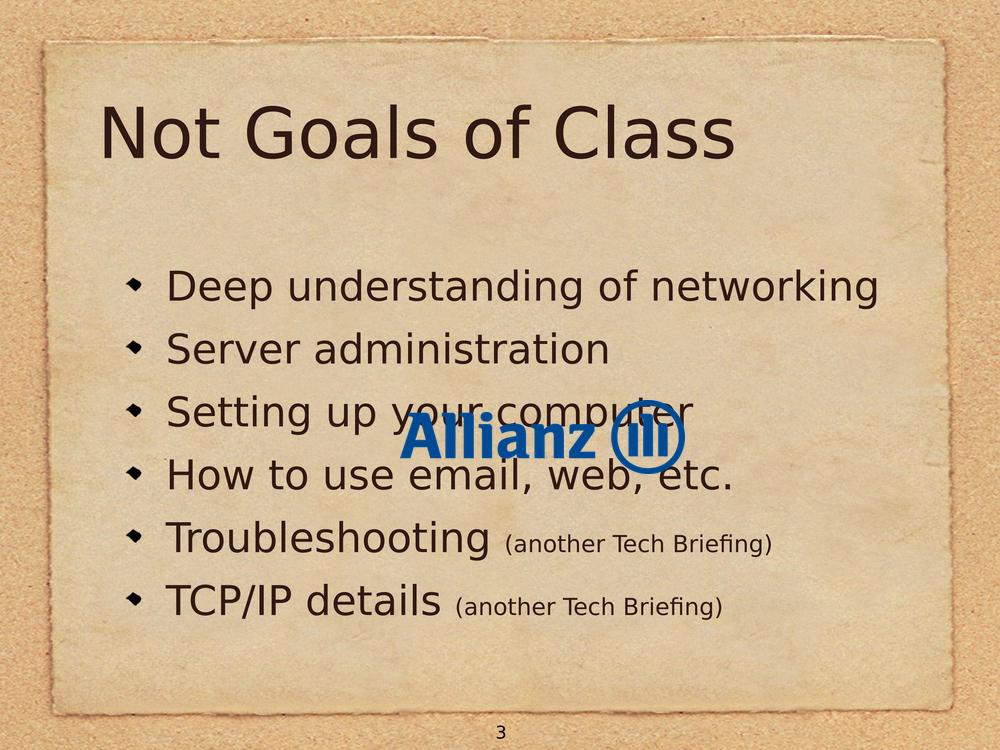 Not Goals of Class
Deep understanding of networking
Server administration
Setting up your computer
Allianz
How to use email, web, etc.
Troubleshooting (another Tech Briefing)
TCP/IP details (another Tech Briefing)
3